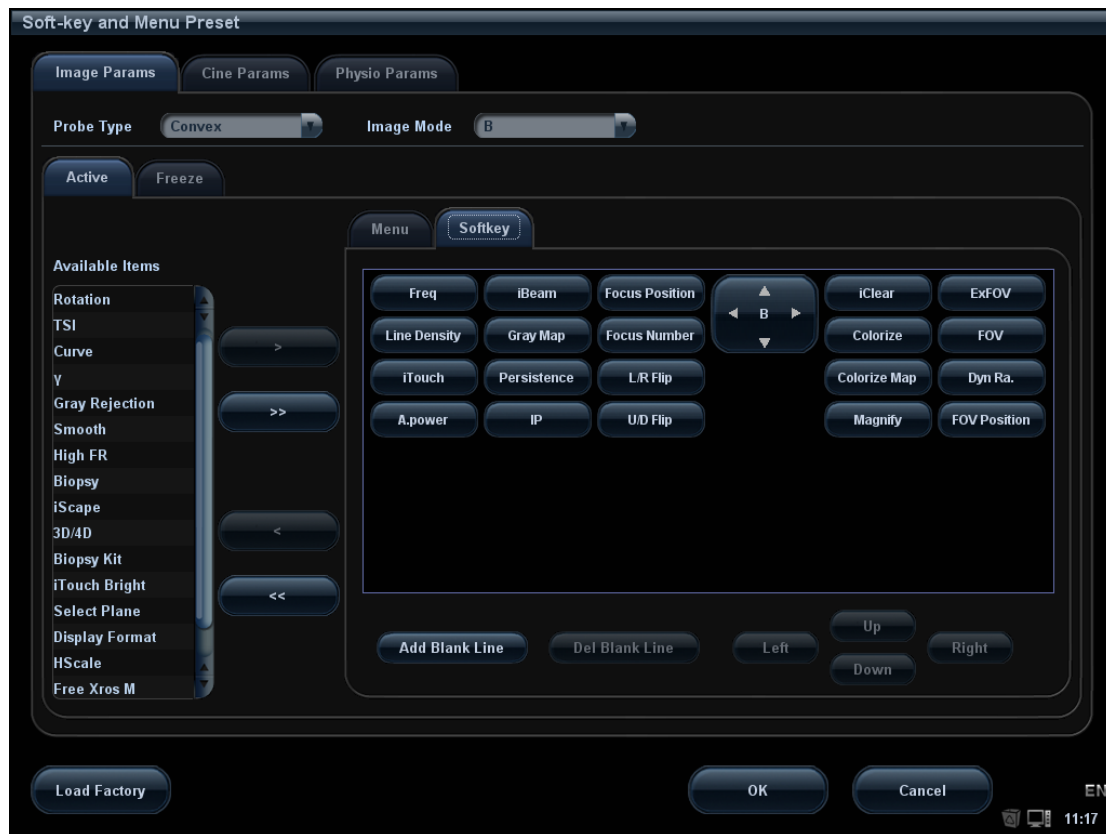 Soft-key and Menu Preset
Image Params Cine Params Physio Params
Probe Type Convex Image Mode B
Active Freeze
Menu Softkey
Available Items
Rotation
TSI
Curve
γ
Gray Rejection
Smooth
High FR
Biopsy
iScape
3D/4D
Biopsy Kit
iTouch Bright
Select Plane
Display Format
HScale
Free Xros M
>
>>
<
<<
Freq iBeam Focus Position B iClear ExFOV
Line Density Gray Map Focus Number Colorize FOV
iTouch Persistence L/R Flip Colorize Map Dyn Ra.
A.power IP U/D Flip Magnify FOV Position
Add Blank Line Del Blank Line Left Up Down Right
Load Factory OK Cancel EN
11:17